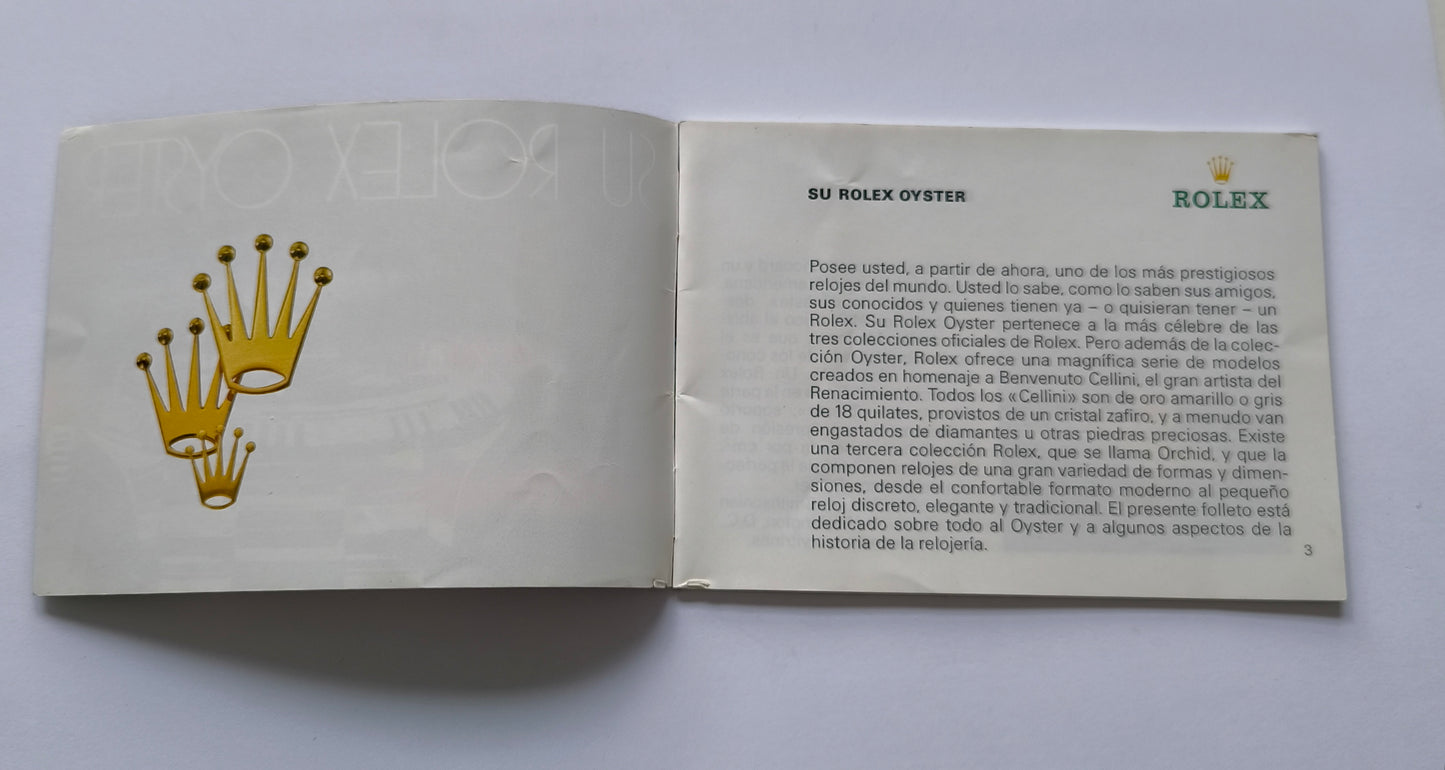 SU ROLEX OYSTER
SU ROLEX OYSTER
ROLEX
Posee usted, a partir de ahora, uno de los más prestigiosos
relojes del mundo. Usted lo sabe, como lo saben sus amigos,
sus conocidos y quienes tienen ya – o quisieran tener – un
Rolex. Su Rolex Oyster pertenece a la más célebre de las
tres colecciones oficiales de Rolex. Pero además de la colec-
ción Oyster, Rolex ofrece una magnífica serie de modelos
creados en homenaje a Benvenuto Cellini, el gran artista del
Renacimiento. Todos los «Cellini» son de oro amarillo o gris
de 18 quilates, provistos de un cristal zafiro, y a menudo van
engastados de diamantes u otras piedras preciosas. Existe
una tercera colección Rolex, que se llama Orchid, y que la
componen relojes de una gran variedad de formas y dimen-
siones, desde el confortable formato moderno al pequeño
reloj discreto, elegante y tradicional. El presente folleto está
dedicado sobre todo al Oyster y a algunos aspectos de la
historia de la relojería.
3